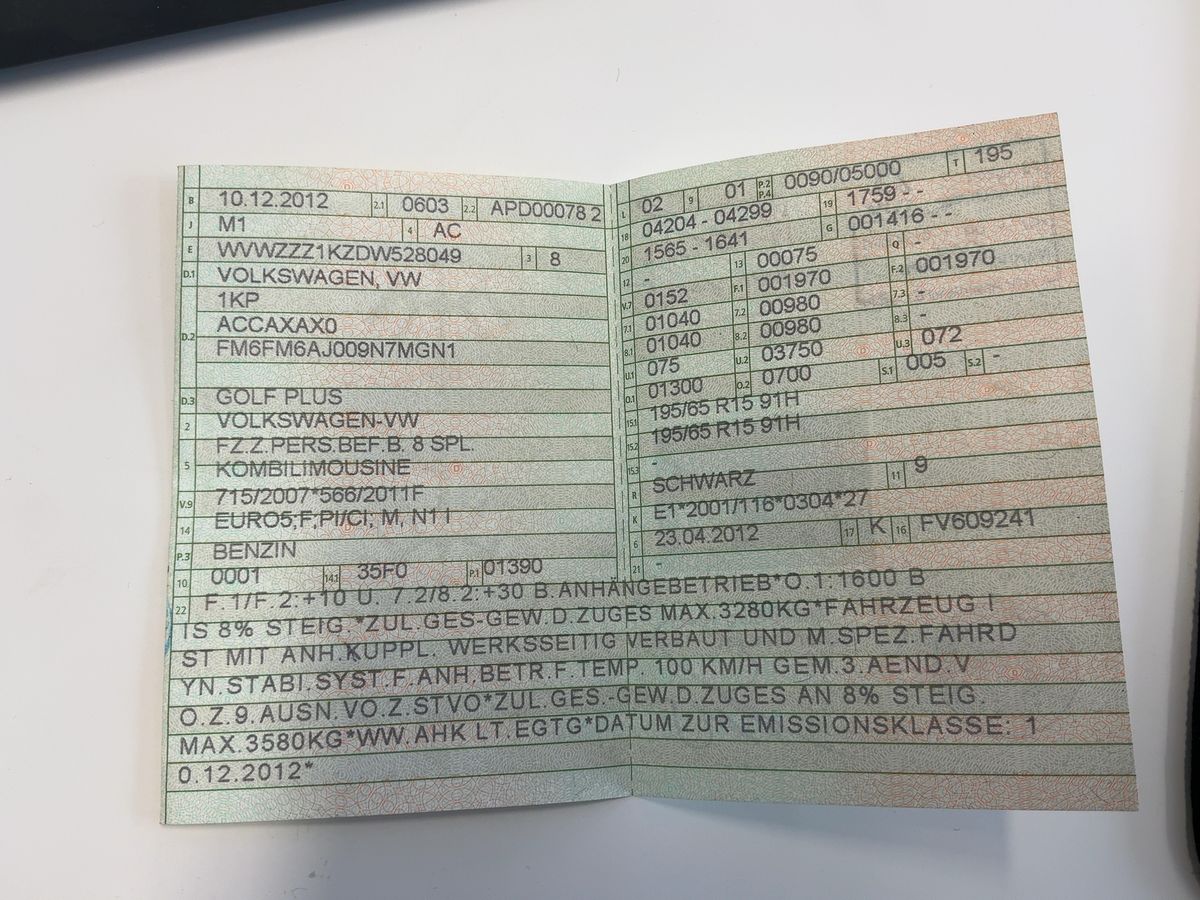 B 10.12.2012 2.1 0603 2.2 APD00078 2
J M1 4 AC
E WVWZZZ1KZDW528049 3 8
D.1 VOLKSWAGEN, VW
1KP
D.2 ACCAXAX0
FM6FM6AJ009N7MGN1
D.3 GOLF PLUS
2 VOLKSWAGEN-VW
FZ.Z.PERS.BEF.B. 8 SPL.
5 KOMBILIMOUSINE
V.9 715/2007*566/2011F
14 EURO5;F;PI/CI; M, N1 I
P.3 BENZIN
10 0001 14.1 35F0 P.1 01390
L 02 9 01 P.2 P.4 0090/05000 T 195
18 04204 - 04299 19 1759 - -
20 1565 - 1641 G 001416 - -
12 - 13 00075 Q -
V.7 0152 F.1 001970 F.2 001970
7.1 01040 7.2 00980 7.3 -
8.1 01040 8.2 00980 8.3 -
U.1 075 U.2 03750 U.3 072
O.1 01300 O.2 0700 S.1 005 S.2 -
15.1 195/65 R15 91H
15.2 195/65 R15 91H
15.3 -
R SCHWARZ 11 9
K E1*2001/116*0304*27
6 23.04.2012 17 K 16 FV609241
21 -
22 F.1/F.2:+10 U. 7.2/8.2:+30 B.ANHÄNGEBETRIEB*O.1:1600 B
IS 8% STEIG.*ZUL.GES-GEW.D.ZUGES MAX.3280KG*FAHRZEUG I
ST MIT ANH.KUPPL. WERKSSEITIG VERBAUT UND M.SPEZ.FAHRD
YN.STABI.SYST.F.ANH.BETR.F.TEMP. 100 KM/H GEM.3.AEND.V
O.Z.9.AUSN.VO.Z.STVO*ZUL.GES.-GEW.D.ZUGES AN 8% STEIG.
MAX.3580KG*WW.AHK LT.EGTG*DATUM ZUR EMISSIONSKLASSE: 1
0.12.2012*